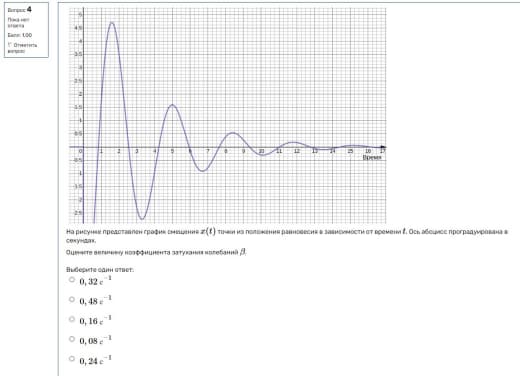 Вопрос 4
Пока нет
ответа
Балл: 1,00
Отметить
вопрос
5
4.5
4
3.5
3
2.5
2
1.5
1
0.5
0 1 2 3 4 5 6 7 8 9 10 11 12 13 14 15 16 17
Время
0.5
1
1.5
2
2.5
На рисунке представлен график смещения x(t) точки из положения равновесия в зависимости от времени t. Ось абсцисс проградуирована в
секундах.
Оцените величину коэффициента затухания колебаний β.
Выберите один ответ:
0, 32 c⁻¹
0, 48 c⁻¹
0, 16 c⁻¹
0, 08 c⁻¹
0, 24 c⁻¹